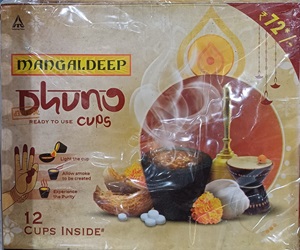 ₹72*
MANGALDEEP
Dhuno
READY TO USE CUPS
Light the cup
Allow smoke
to be created
Experience
the Purity
12
CUPS INSIDE*